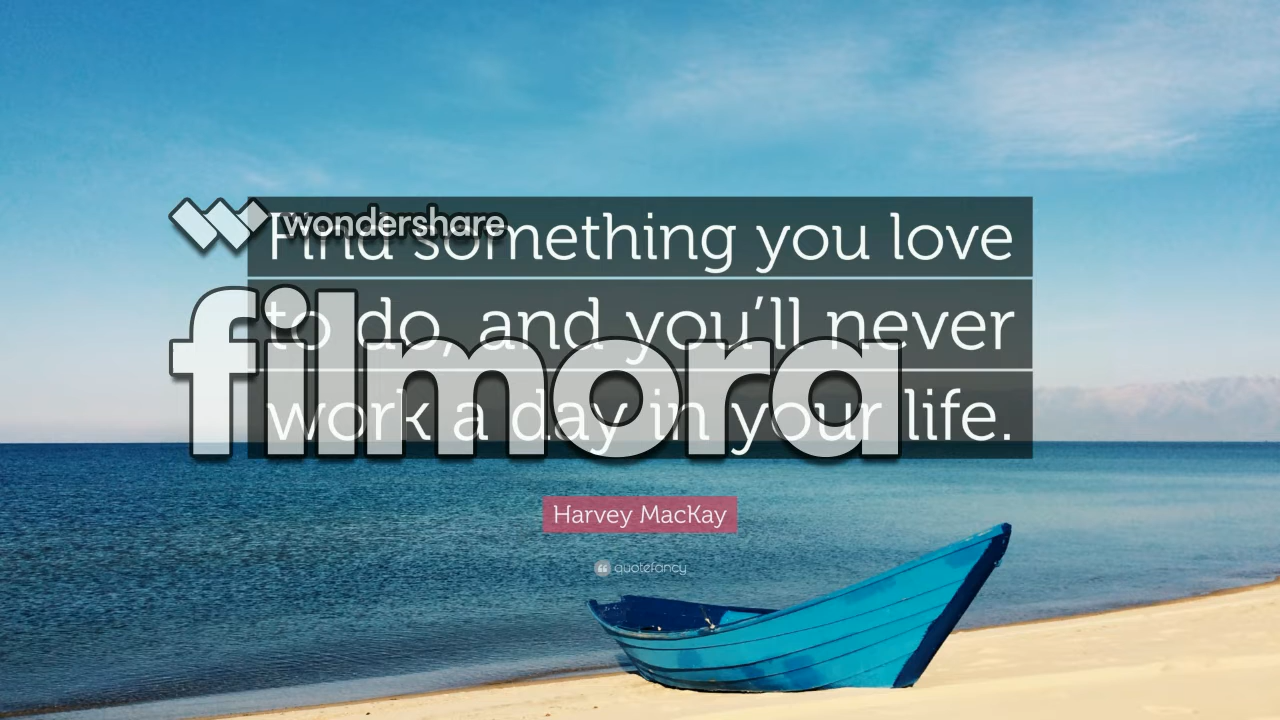 wondershare
Find something you love
to do, and you’ll never
filmora
work a day in your life.
Harvey MacKay
quotefancy